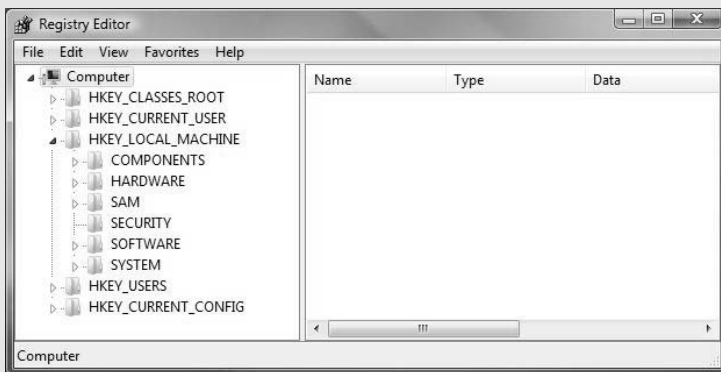 Registry Editor
File Edit View Favorites Help
Computer
HKEY_CLASSES_ROOT
HKEY_CURRENT_USER
HKEY_LOCAL_MACHINE
COMPONENTS
HARDWARE
SAM
SECURITY
SOFTWARE
SYSTEM
HKEY_USERS
HKEY_CURRENT_CONFIG
Name Type Data
Computer